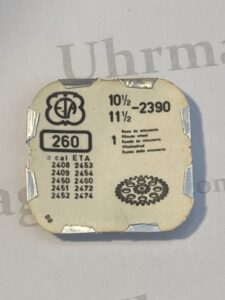 Uhrma
ETA
10½ -2390
11½
260
1
Roue de minuterie
Minute wheel
Rueda de minuteria
Wechselrad
Ruota della minuteria
= cal ETA
2408 2453
2409 2454
2450 2460
2451 2472
2452 2474